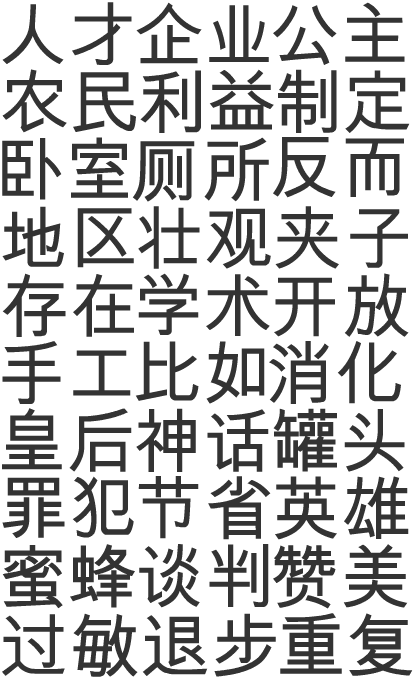 人才企业公主
农民利益制定
卧室厕所反而
地区壮观夹子
存在学术开放
手工比如消化
皇后神话罐头
罪犯节省英雄
蜜蜂谈判赞美
过敏退步重复